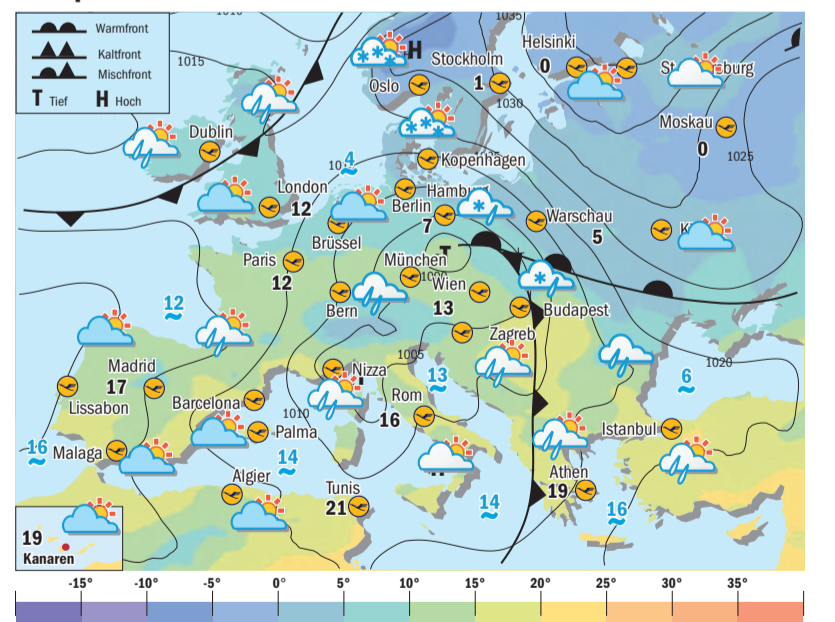 Warmfront
Kaltfront
Mischfront
T Tief H Hoch
1015
1035
H
Stockholm
1
1030
Helsinki
0
Oslo
Moskau
0
1025
Dublin
4
Kopenhagen
London
12
Hamburg
Berlin
7
Warschau
5
Brüssel
Paris
12
München
Wien
13
Bern
Budapest
12
Zagreb
1005
1020
Madrid
17
Lissabon
Nizza
13
6
Barcelona
1010
Rom
16
Palma
Istanbul
16
Malaga
14
Algier
Tunis
21
Athen
19
14
16
19
Kanaren
-15° -10° -5° 0° 5° 10° 15° 20° 25° 30° 35°